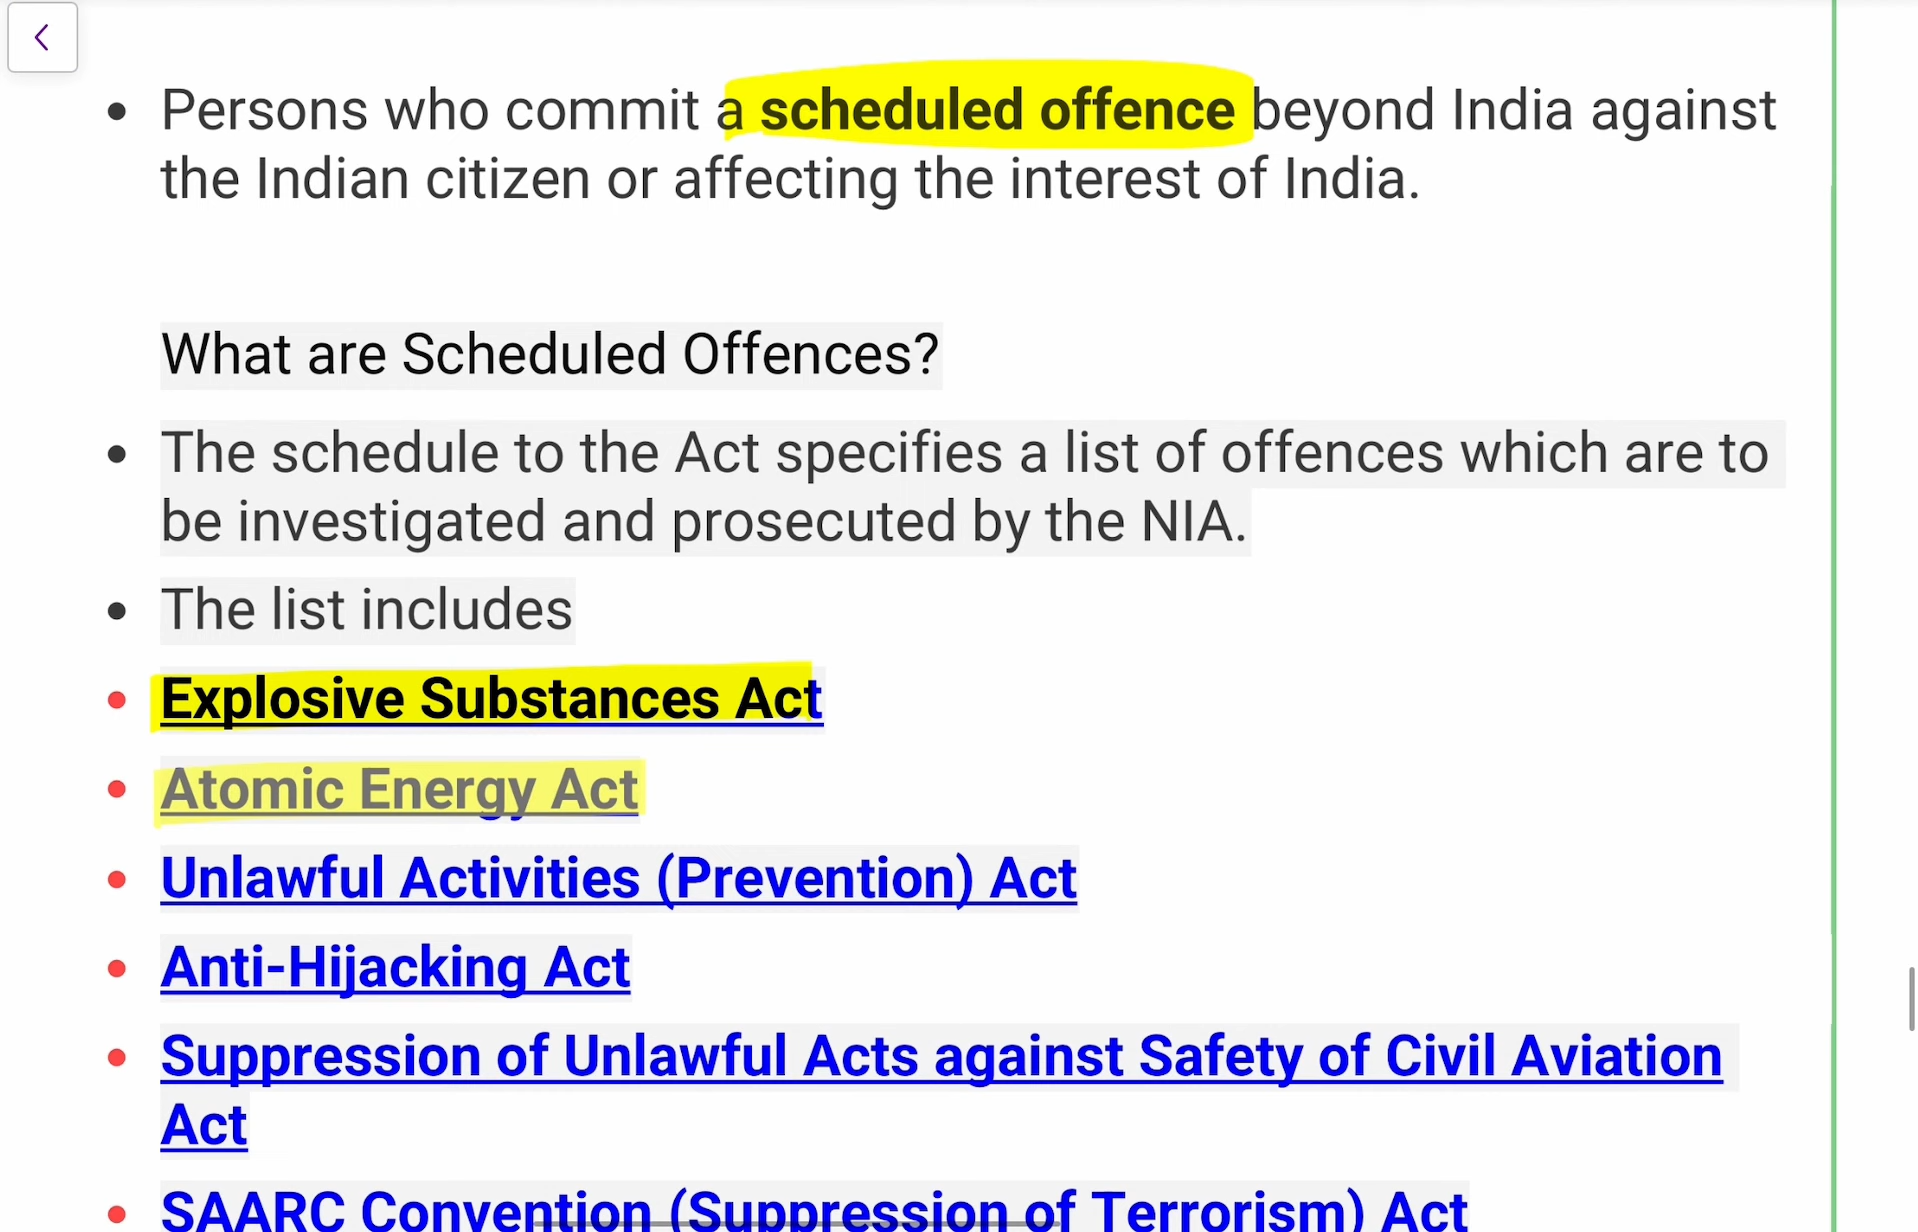 • Persons who commit a scheduled offence beyond India against
the Indian citizen or affecting the interest of India.
What are Scheduled Offences?
• The schedule to the Act specifies a list of offences which are to
be investigated and prosecuted by the NIA.
• The list includes
• Explosive Substances Act
• Atomic Energy Act
• Unlawful Activities (Prevention) Act
• Anti-Hijacking Act
• Suppression of Unlawful Acts against Safety of Civil Aviation
Act
• SAARC Convention (Suppression of Terrorism) Act